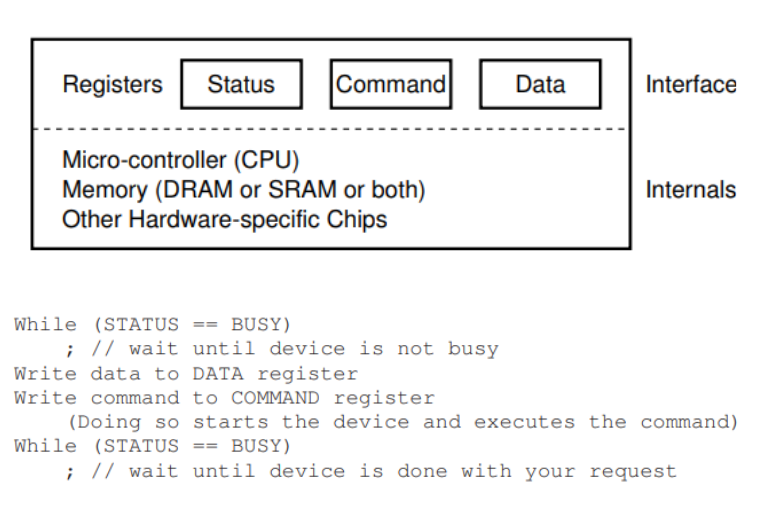 Registers Status Command Data Interface
Micro-controller (CPU)
Memory (DRAM or SRAM or both) Internals
Other Hardware-specific Chips
While (STATUS == BUSY)
; // wait until device is not busy
Write data to DATA register
Write command to COMMAND register
(Doing so starts the device and executes the command)
While (STATUS == BUSY)
; // wait until device is done with your request